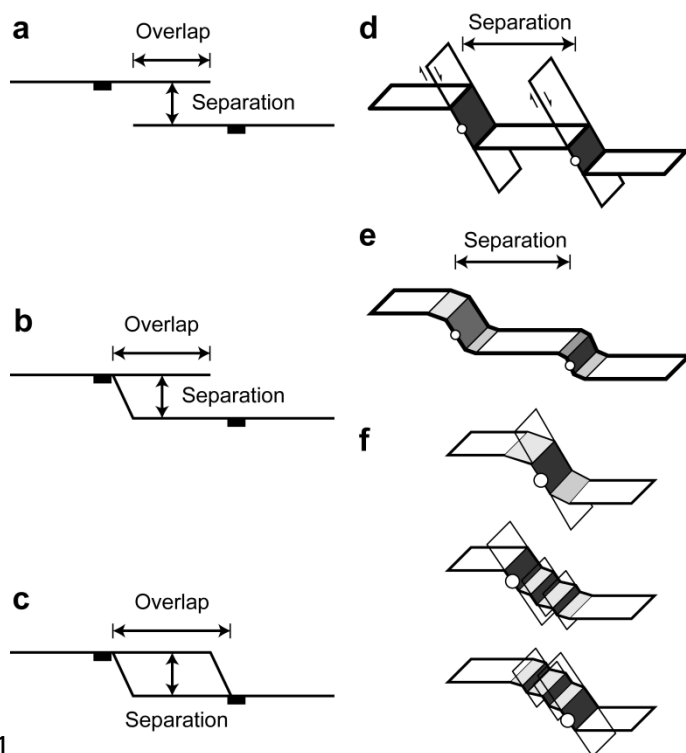 a
Overlap
Separation
b
Overlap
Separation
c
Overlap
Separation
1
d
Separation
e
Separation
f